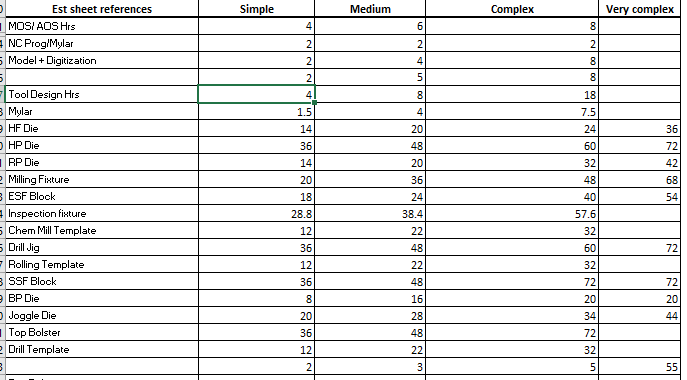 Est sheet references Simple Medium Complex Very complex
MOS/ AOS Hrs 4 6 8
NC Prog/Mylar 2 2 2
Model + Digitization 2 4 8
2 5 8
Tool Design Hrs 4 8 18
Mylar 1.5 4 7.5
HF Die 14 20 24 36
HP Die 36 48 60 72
RP Die 14 20 32 42
Milling Fixture 20 36 48 68
ESF Block 18 24 40 54
Inspection fixture 28.8 38.4 57.6
Chem Mill Template 12 22 32
Drill Jig 36 48 60 72
Rolling Template 12 22 32
SSF Block 36 48 72 72
BP Die 8 16 20 20
Joggle Die 20 28 34 44
Top Bolster 36 48 72
Drill Template 12 22 32
2 3 5 55